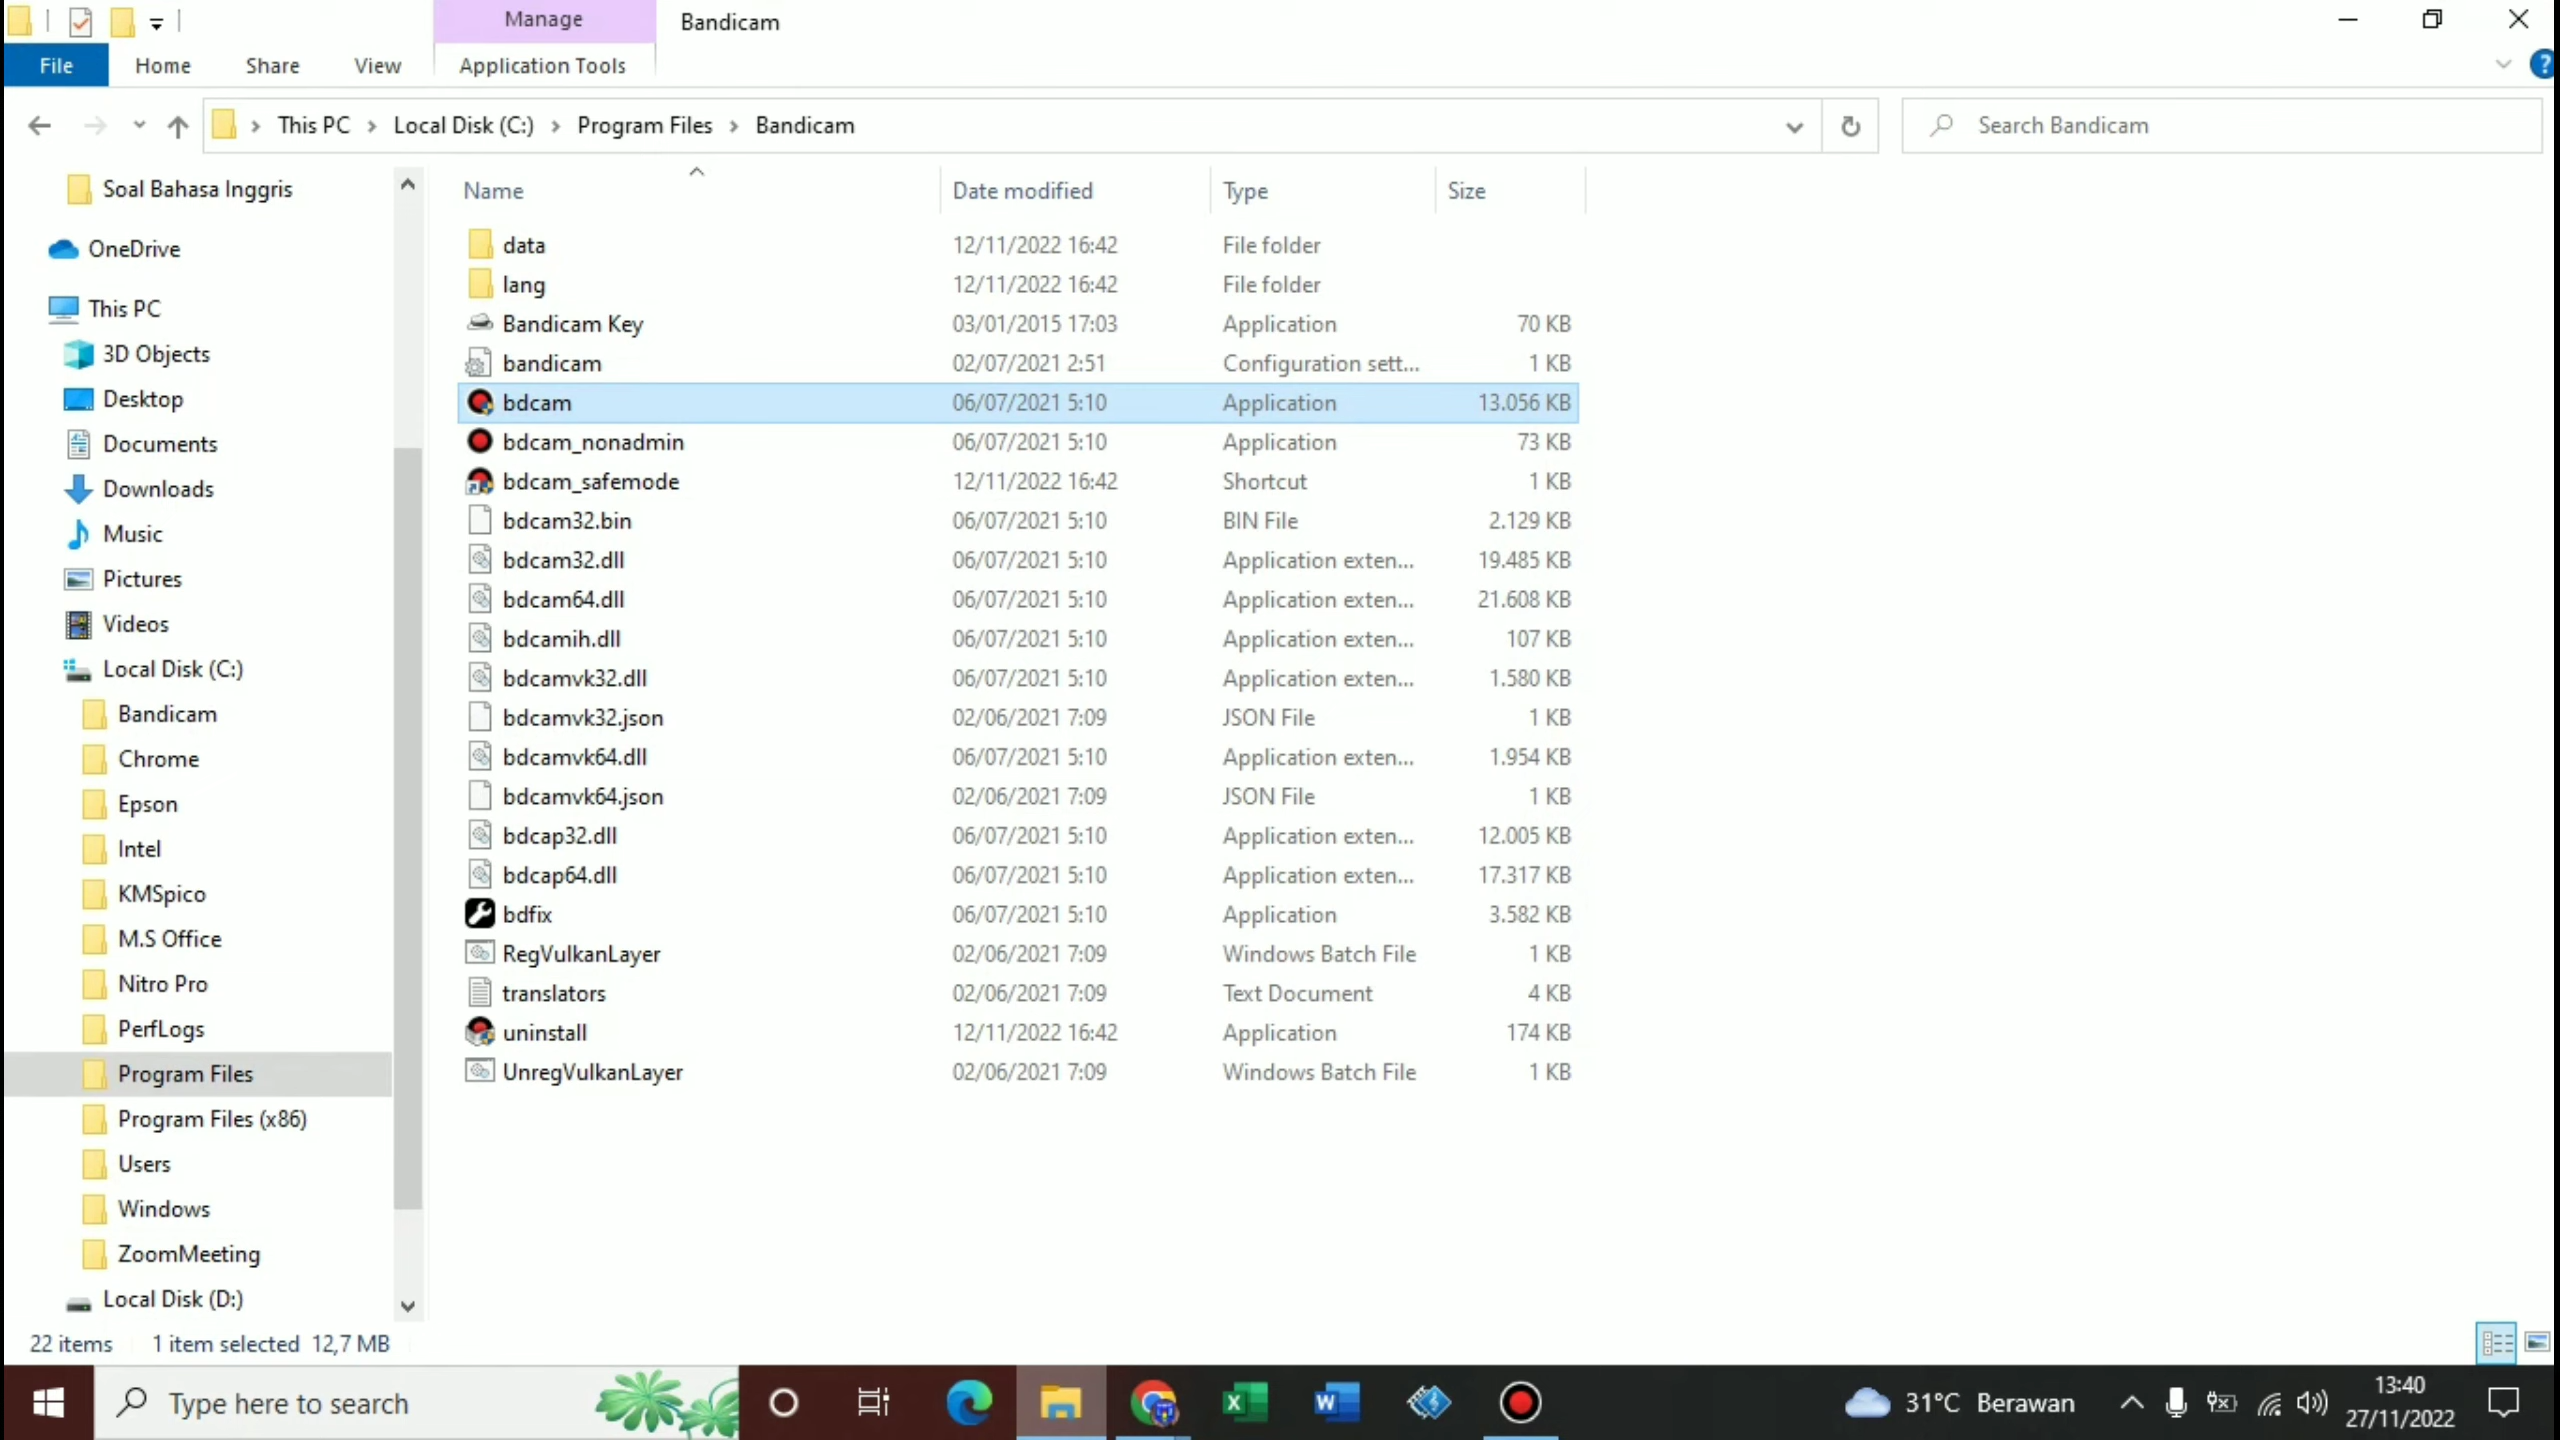 Manage
Bandicam
File
Home
Share
View
Application Tools
This PC
Local Disk (C:)
Program Files
Bandicam
Search Bandicam
Soal Bahasa Inggris
OneDrive
This PC
3D Objects
Desktop
Documents
Downloads
Music
Pictures
Videos
Local Disk (C:)
Bandicam
Chrome
Epson
Intel
KMSpico
M.S Office
Nitro Pro
PerfLogs
Program Files
Program Files (x86)
Users
Windows
ZoomMeeting
Local Disk (D:)
Name Date modified Type Size
data 12/11/2022 16:42 File folder
lang 12/11/2022 16:42 File folder
Bandicam Key 03/01/2015 17:03 Application 70 KB
bandicam 02/07/2021 2:51 Configuration sett... 1 KB
bdcam 06/07/2021 5:10 Application 13.056 KB
bdcam_nonadmin 06/07/2021 5:10 Application 73 KB
bdcam_safemode 12/11/2022 16:42 Shortcut 1 KB
bdcam32.bin 06/07/2021 5:10 BIN File 2.129 KB
bdcam32.dll 06/07/2021 5:10 Application exten... 19.485 KB
bdcam64.dll 06/07/2021 5:10 Application exten... 21.608 KB
bdcamih.dll 06/07/2021 5:10 Application exten... 107 KB
bdcamvk32.dll 06/07/2021 5:10 Application exten... 1.580 KB
bdcamvk32.json 02/06/2021 7:09 JSON File 1 KB
bdcamvk64.dll 06/07/2021 5:10 Application exten... 1.954 KB
bdcamvk64.json 02/06/2021 7:09 JSON File 1 KB
bdcap32.dll 06/07/2021 5:10 Application exten... 12.005 KB
bdcap64.dll 06/07/2021 5:10 Application exten... 17.317 KB
bdfix 06/07/2021 5:10 Application 3.582 KB
RegVulkanLayer 02/06/2021 7:09 Windows Batch File 1 KB
translators 02/06/2021 7:09 Text Document 4 KB
uninstall 12/11/2022 16:42 Application 174 KB
UnregVulkanLayer 02/06/2021 7:09 Windows Batch File 1 KB
22 items 1 item selected 12,7 MB
Type here to search
31°C Berawan
13:40
27/11/2022